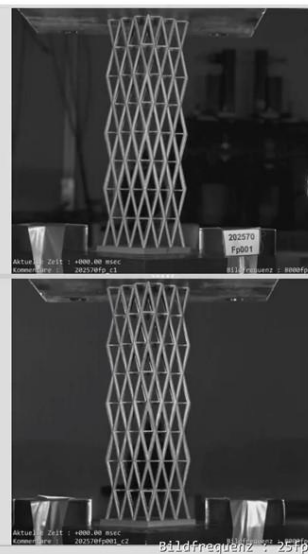 202570
Fp001
Aktuelle Zeit : +000.00 msec
Kommentare : 202570fp_c1
Bildfrequenz : 8000fp
Aktuelle Zeit : +000.00 msec
Kommentare : 202570fp001_c2
Bildfrequenz : 25fp